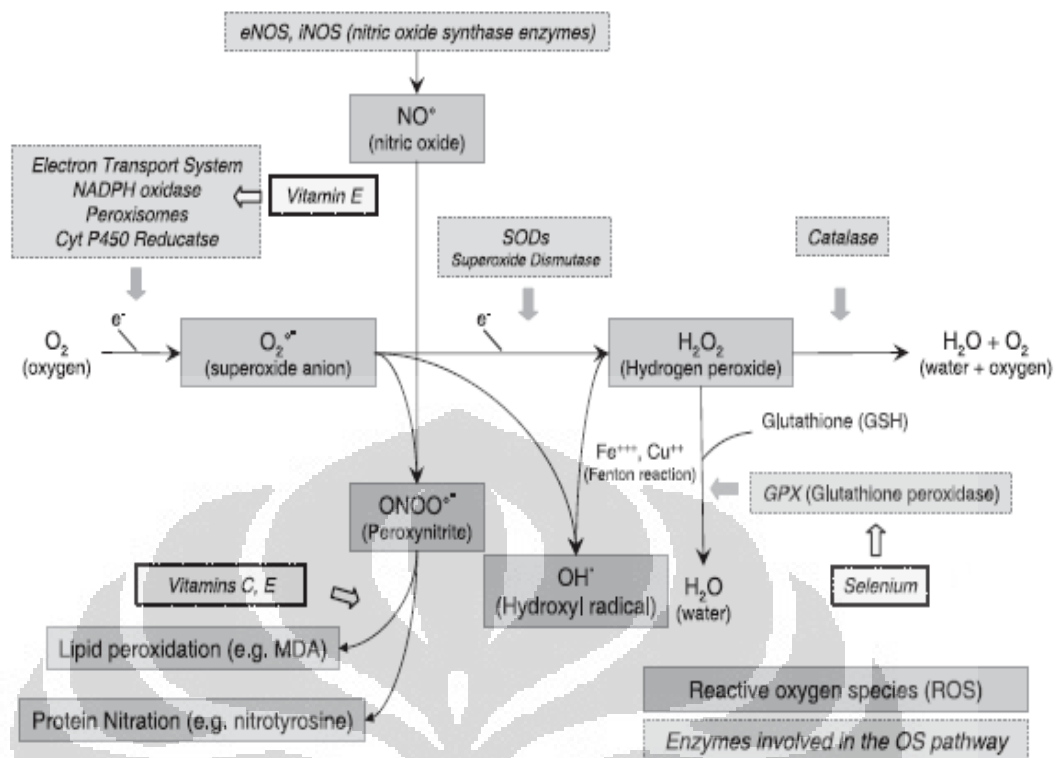 eNOS, iNOS (nitric oxide synthase enzymes)
NO°
(nitric oxide)
Electron Transport System
NADPH oxidase
Peroxisomes
Cyt P450 Reducatse
Vitamin E
SODs
Superoxide Dismutase
Catalase
e-
O₂
(oxygen)
O₂°⁻
(superoxide anion)
e-
H₂O₂
(Hydrogen peroxide)
H₂O + O₂
(water + oxygen)
Glutathione (GSH)
Fe⁺⁺⁺, Cu⁺⁺
(Fenton reaction)
GPX (Glutathione peroxidase)
ONOO°⁻
(Peroxynitrite)
Vitamins C, E
OH·
(Hydroxyl radical)
H₂O
(water)
Selenium
Lipid peroxidation (e.g. MDA)
Protein Nitration (e.g. nitrotyrosine)
Reactive oxygen species (ROS)
Enzymes involved in the OS pathway